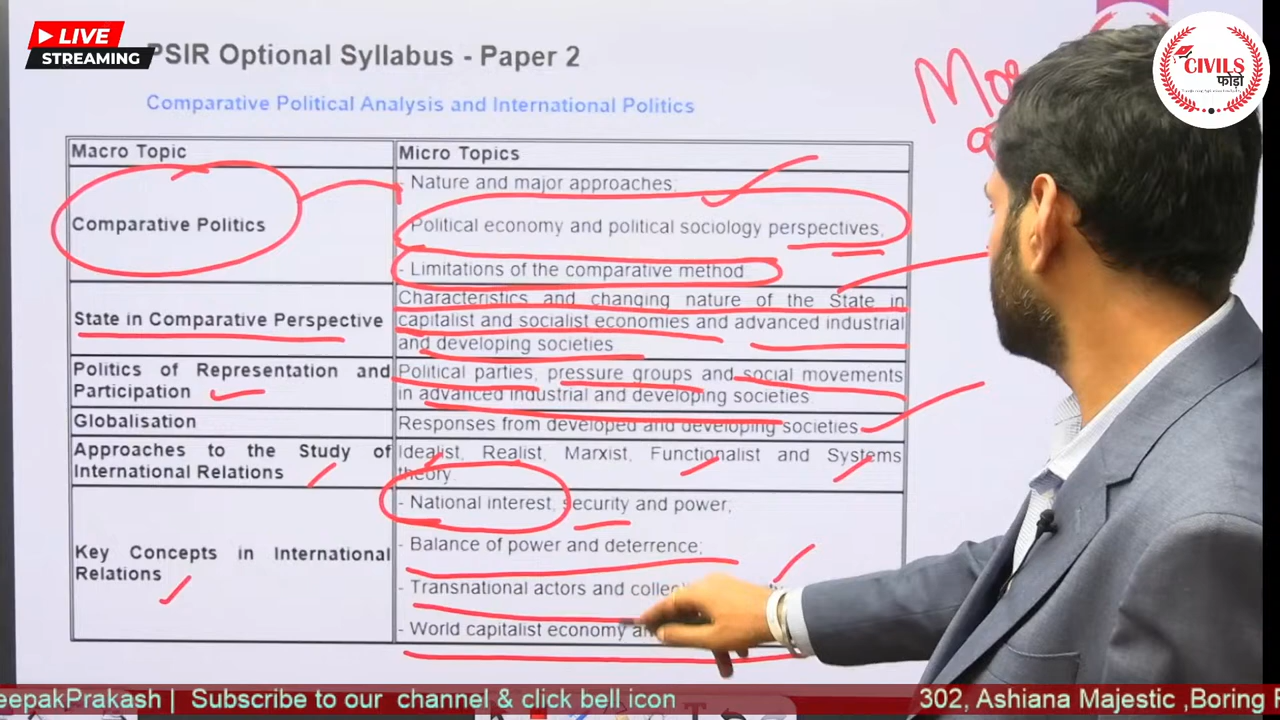 LIVE
STREAMING
PSIR Optional Syllabus - Paper 2
CIVILS
फोड़ो
Comparative Political Analysis and International Politics
Macro Topic
Micro Topics
Comparative Politics
- Nature and major approaches;
- Political economy and political sociology perspectives;
- Limitations of the comparative method
State in Comparative Perspective
Characteristics and changing nature of the State in
capitalist and socialist economies and advanced industrial
and developing societies
Politics of Representation and
Participation
Political parties, pressure groups and social movements
in advanced industrial and developing societies.
Globalisation
Responses from developed and developing societies
Approaches to the Study of
International Relations
Idealist, Realist, Marxist, Functionalist and Systems
theory.
Key Concepts in International
Relations
- National interest, security and power;
- Balance of power and deterrence;
- Transnational actors and
- World capitalist economy
eepakPrakash | Subscribe to our channel & click bell icon
302, Ashiana Majestic ,Boring